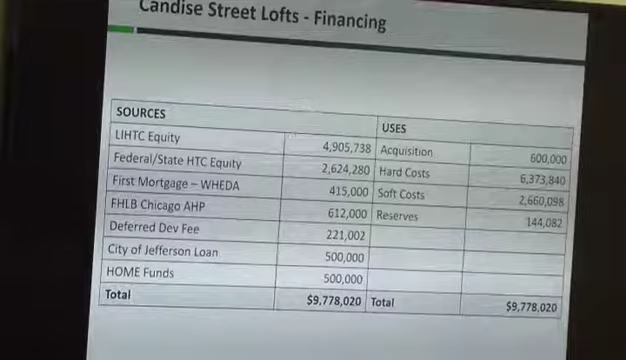 Candise Street Lofts - Financing
SOURCES USES
LIHTC Equity 4,905,738 Acquisition 600,000
Federal/State HTC Equity 2,624,280 Hard Costs 6,373,840
First Mortgage – WHEDA 415,000 Soft Costs 2,660,098
FHLB Chicago AHP 612,000 Reserves 144,082
Deferred Dev Fee 221,002
City of Jefferson Loan 500,000
HOME Funds 500,000
Total $9,778,020 Total $9,778,020